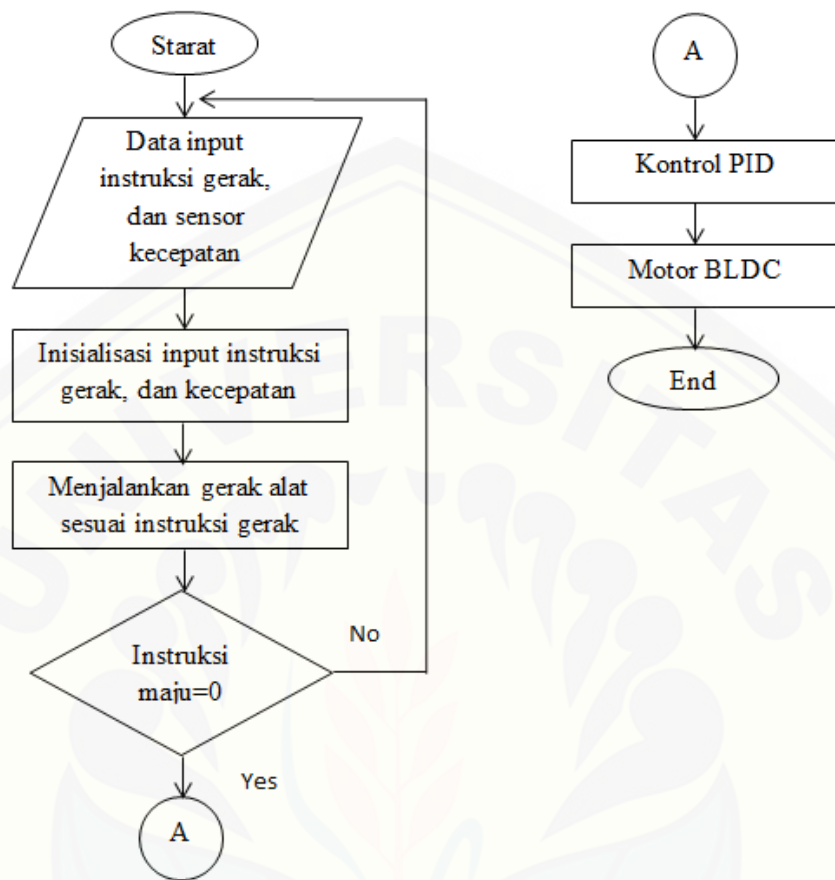 Starat
Data input
instruksi gerak,
dan sensor
kecepatan
Inisialisasi input instruksi
gerak, dan kecepatan
Menjalankan gerak alat
sesuai instruksi gerak
Instruksi
maju=0
No
Yes
A
A
Kontrol PID
Motor BLDC
End
UNIVERSITAS